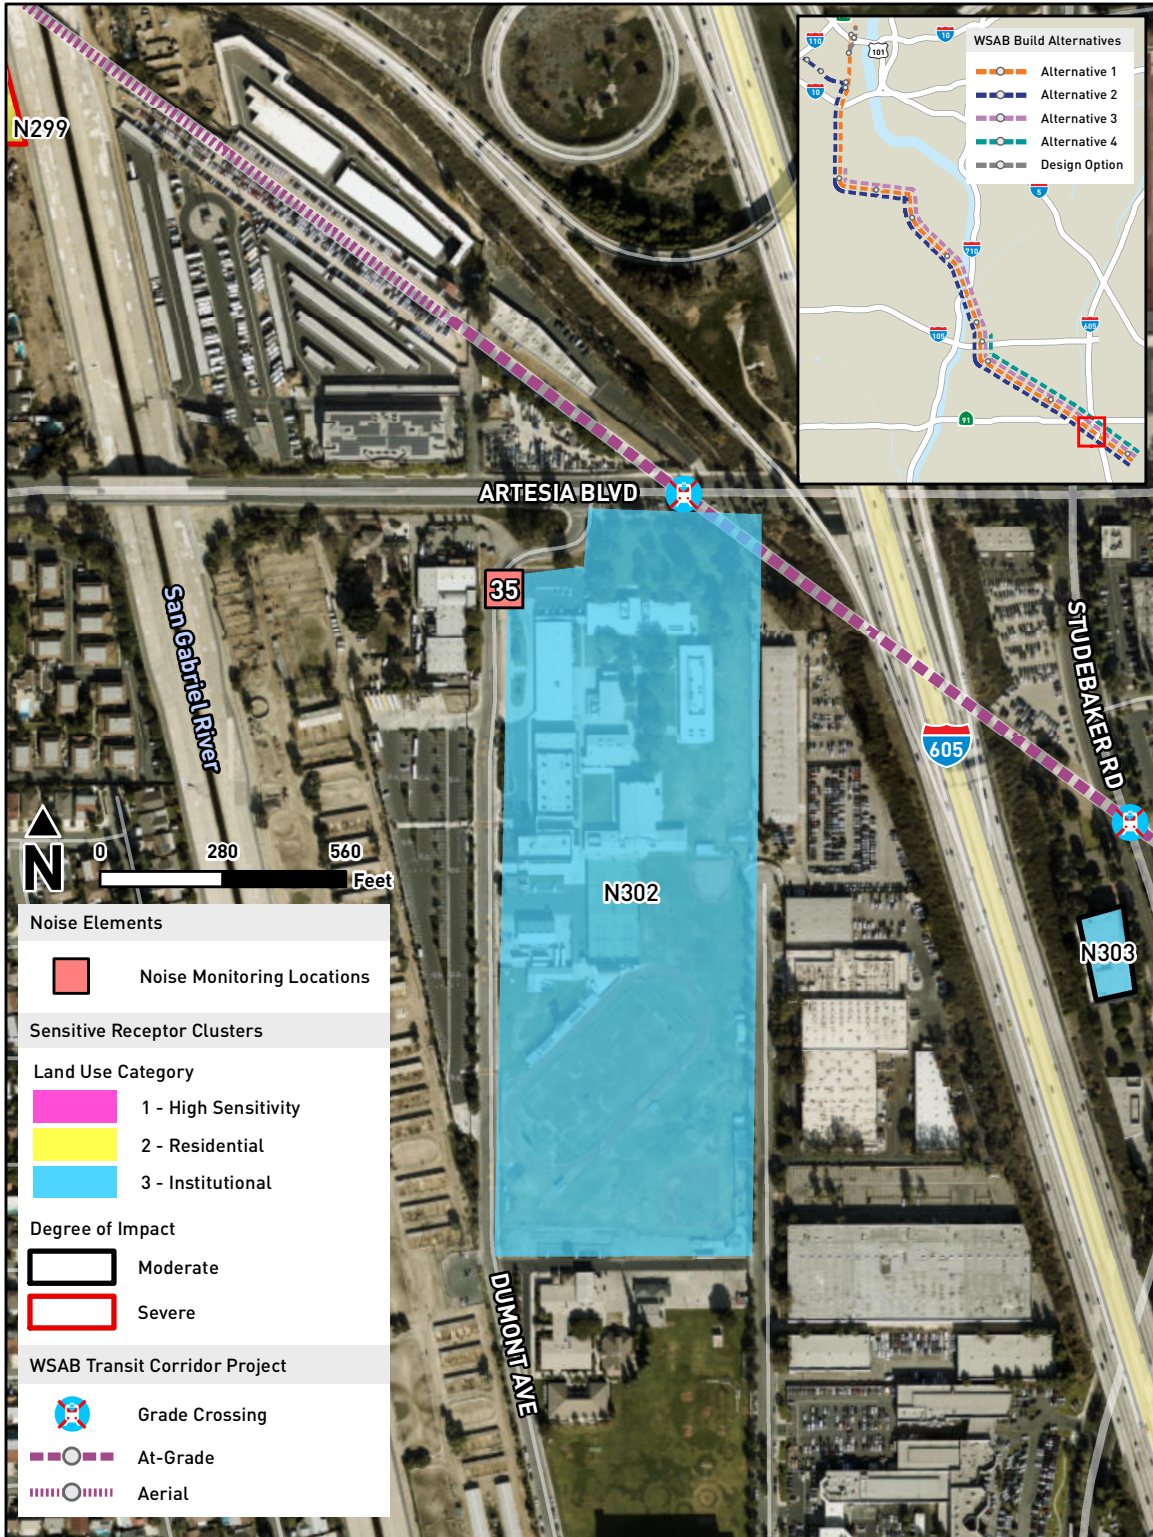 N299
WSAB Build Alternatives
Alternative 1
Alternative 2
Alternative 3
Alternative 4
Design Option
110
10
101
10
5
710
105
605
91
ARTESIA BLVD
35
San Gabriel River
STUDEBAKER RD
605
N302
N303
DUMONT AVE
N
0 280 560
Feet
Noise Elements
Noise Monitoring Locations
Sensitive Receptor Clusters
Land Use Category
1 - High Sensitivity
2 - Residential
3 - Institutional
Degree of Impact
Moderate
Severe
WSAB Transit Corridor Project
Grade Crossing
At-Grade
Aerial